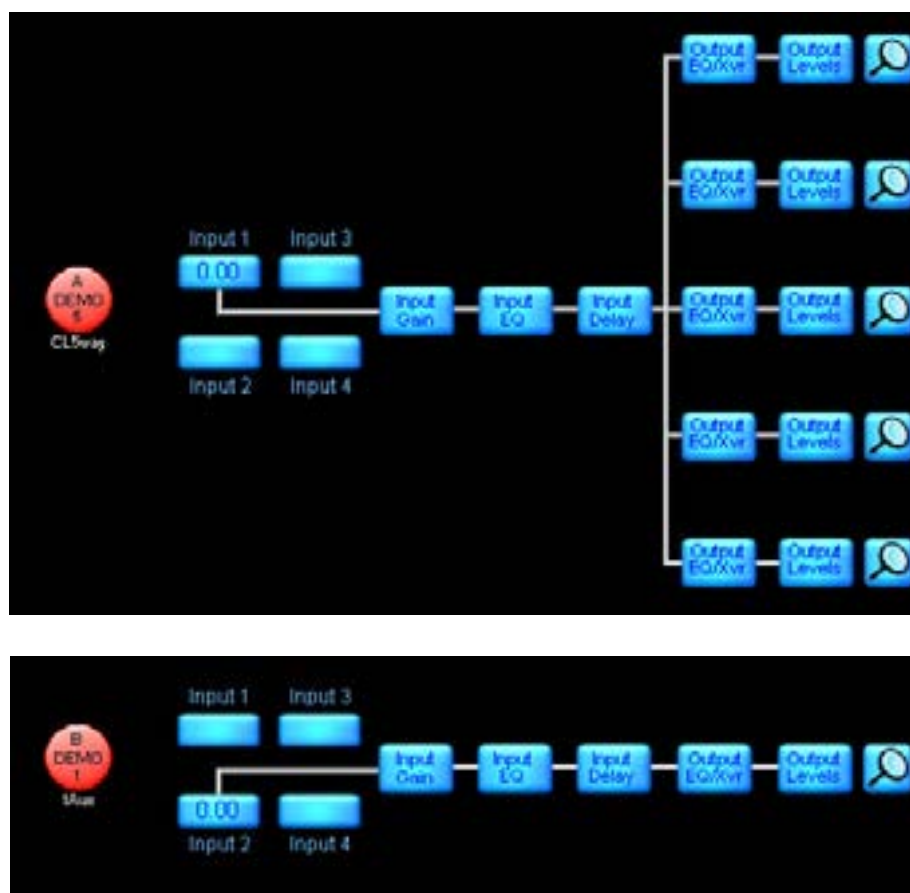 Output
EQ/Xvr
Output
Levels
Output
EQ/Xvr
Output
Levels
Input 1
Input 3
0.00
A
DEMO
Output
EQ/Xvr
Output
Levels
Input
Gain
Input
EQ
Input
Delay
CL5way
Input 2
Input 4
Output
EQ/Xvr
Output
Levels
Output
EQ/Xvr
Output
Levels
Input 1
Input 3
B
DEMO
1
Input
Gain
Input
EQ
Input
Delay
Output
EQ/Xvr
Output
Levels
0.00
Input 2
Input 4